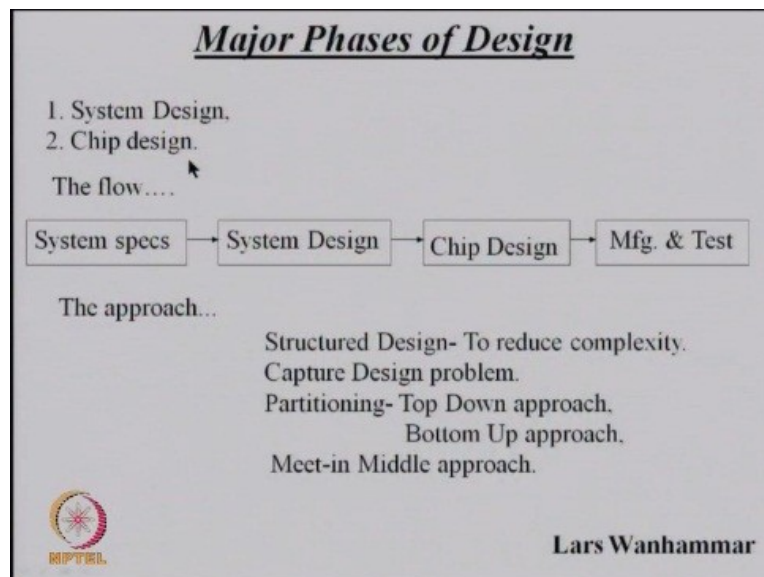 Major Phases of Design
1. System Design,
2. Chip design.
The flow....
System specs
System Design
Chip Design
Mfg. & Test
The approach...
Structured Design- To reduce complexity.
Capture Design problem.
Partitioning- Top Down approach,
Bottom Up approach,
Meet-in Middle approach.
NPTEL
Lars Wanhammar